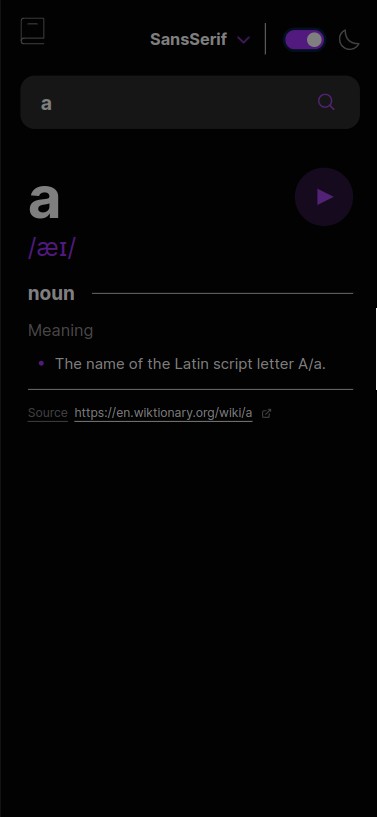 SansSerif
a
a
/æɪ/
noun
Meaning
The name of the Latin script letter A/a.
Source https://en.wiktionary.org/wiki/a